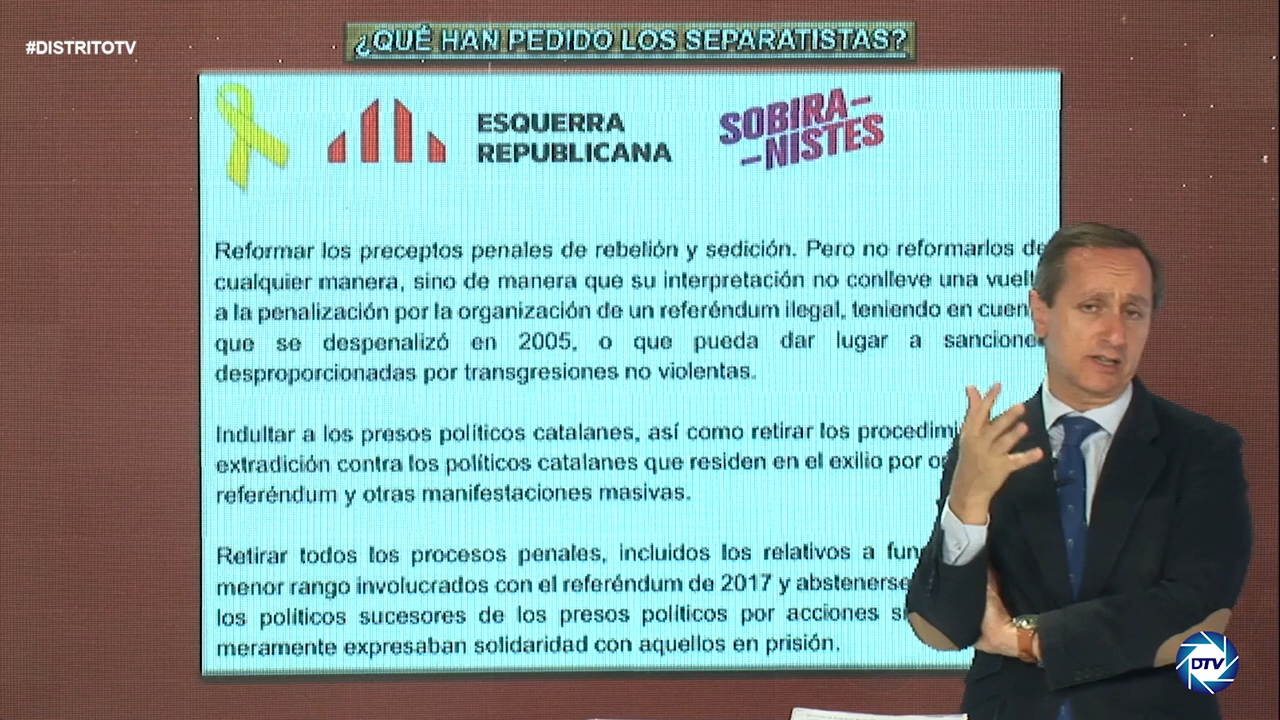 #DISTRITOTV
¿QUÉ HAN PEDIDO LOS SEPARATISTAS?
ESQUERRA
REPUBLICANA
SOBIRA–
–NISTES
Reformar los preceptos penales de rebelión y sedición. Pero no reformarlos de
cualquier manera, sino de manera que su interpretación no conlleve una
a la penalización por la organización de un referéndum ilegal, teniendo en
que se despenalizó en 2005, o que pueda dar lugar a
desproporcionadas por transgresiones no violentas.
Indultar a los presos políticos catalanes, así como retirar los
extradición contra los políticos catalanes que residen en el exilio por
referéndum y otras manifestaciones masivas.
Retirar todos los procesos penales, incluidos los relativos a
menor rango involucrados con el referéndum de 2017 y abstenerse
los políticos sucesores de los presos políticos por acciones
meramente expresaban solidaridad con aquellos en prisión.
DTV